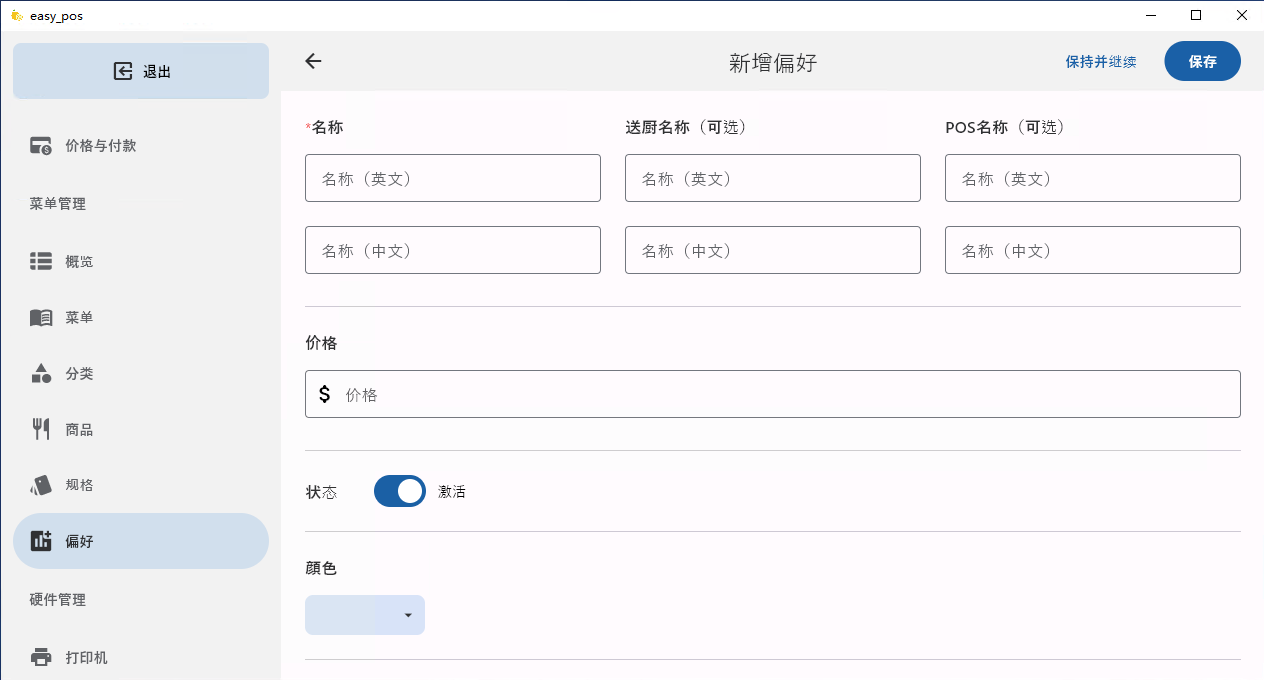 easy_pos
退出
价格与付款
菜单管理
概览
菜单
分类
商品
规格
偏好
硬件管理
打印机
新增偏好
保持并继续
保存
*名称
送厨名称（可选）
POS名称（可选）
名称（英文）
名称（英文）
名称（英文）
名称（中文）
名称（中文）
名称（中文）
价格
$ 价格
状态
激活
顔色